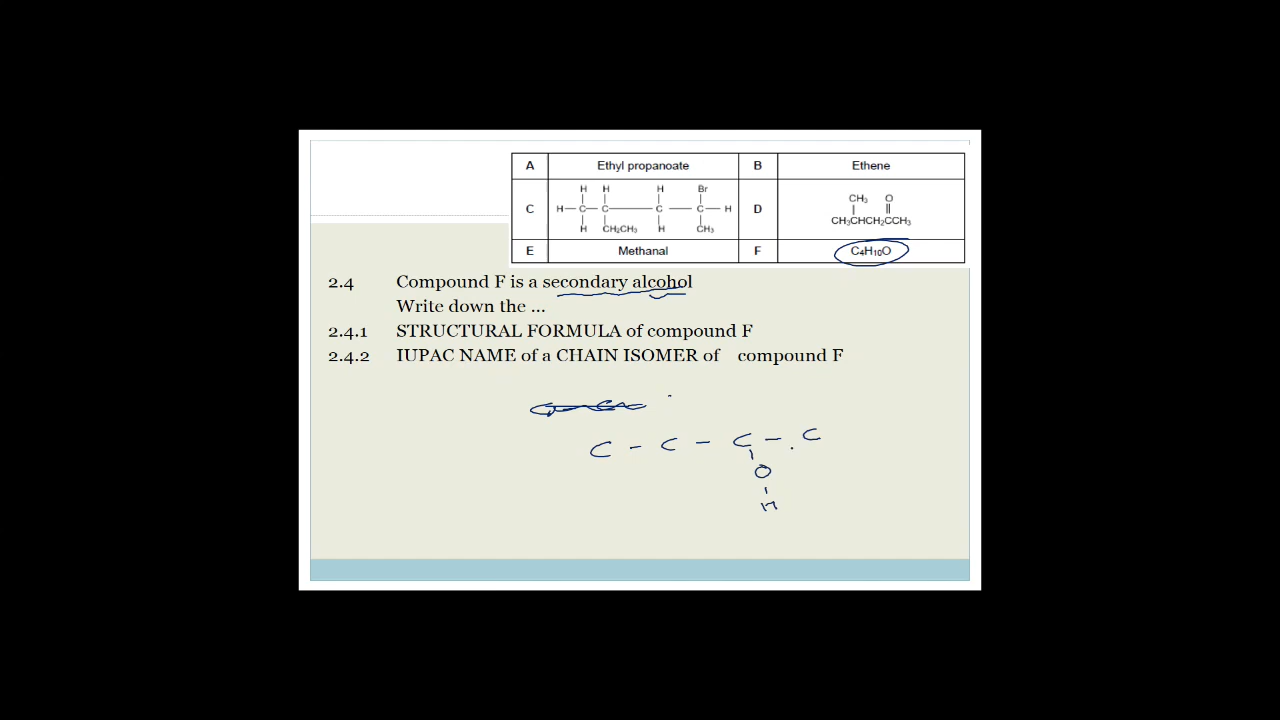 A Ethyl propanoate B Ethene
H H H Br
C H–C–C–C–C–H D CH₃ O
CH₃CHCH₂CCH₃
H CH₂CH₃ H CH₃
E Methanal F C₄H₁₀O
2.4 Compound F is a secondary alcohol
Write down the ...
2.4.1 STRUCTURAL FORMULA of compound F
2.4.2 IUPAC NAME of a CHAIN ISOMER of compound F
C - C - C - C
O
H